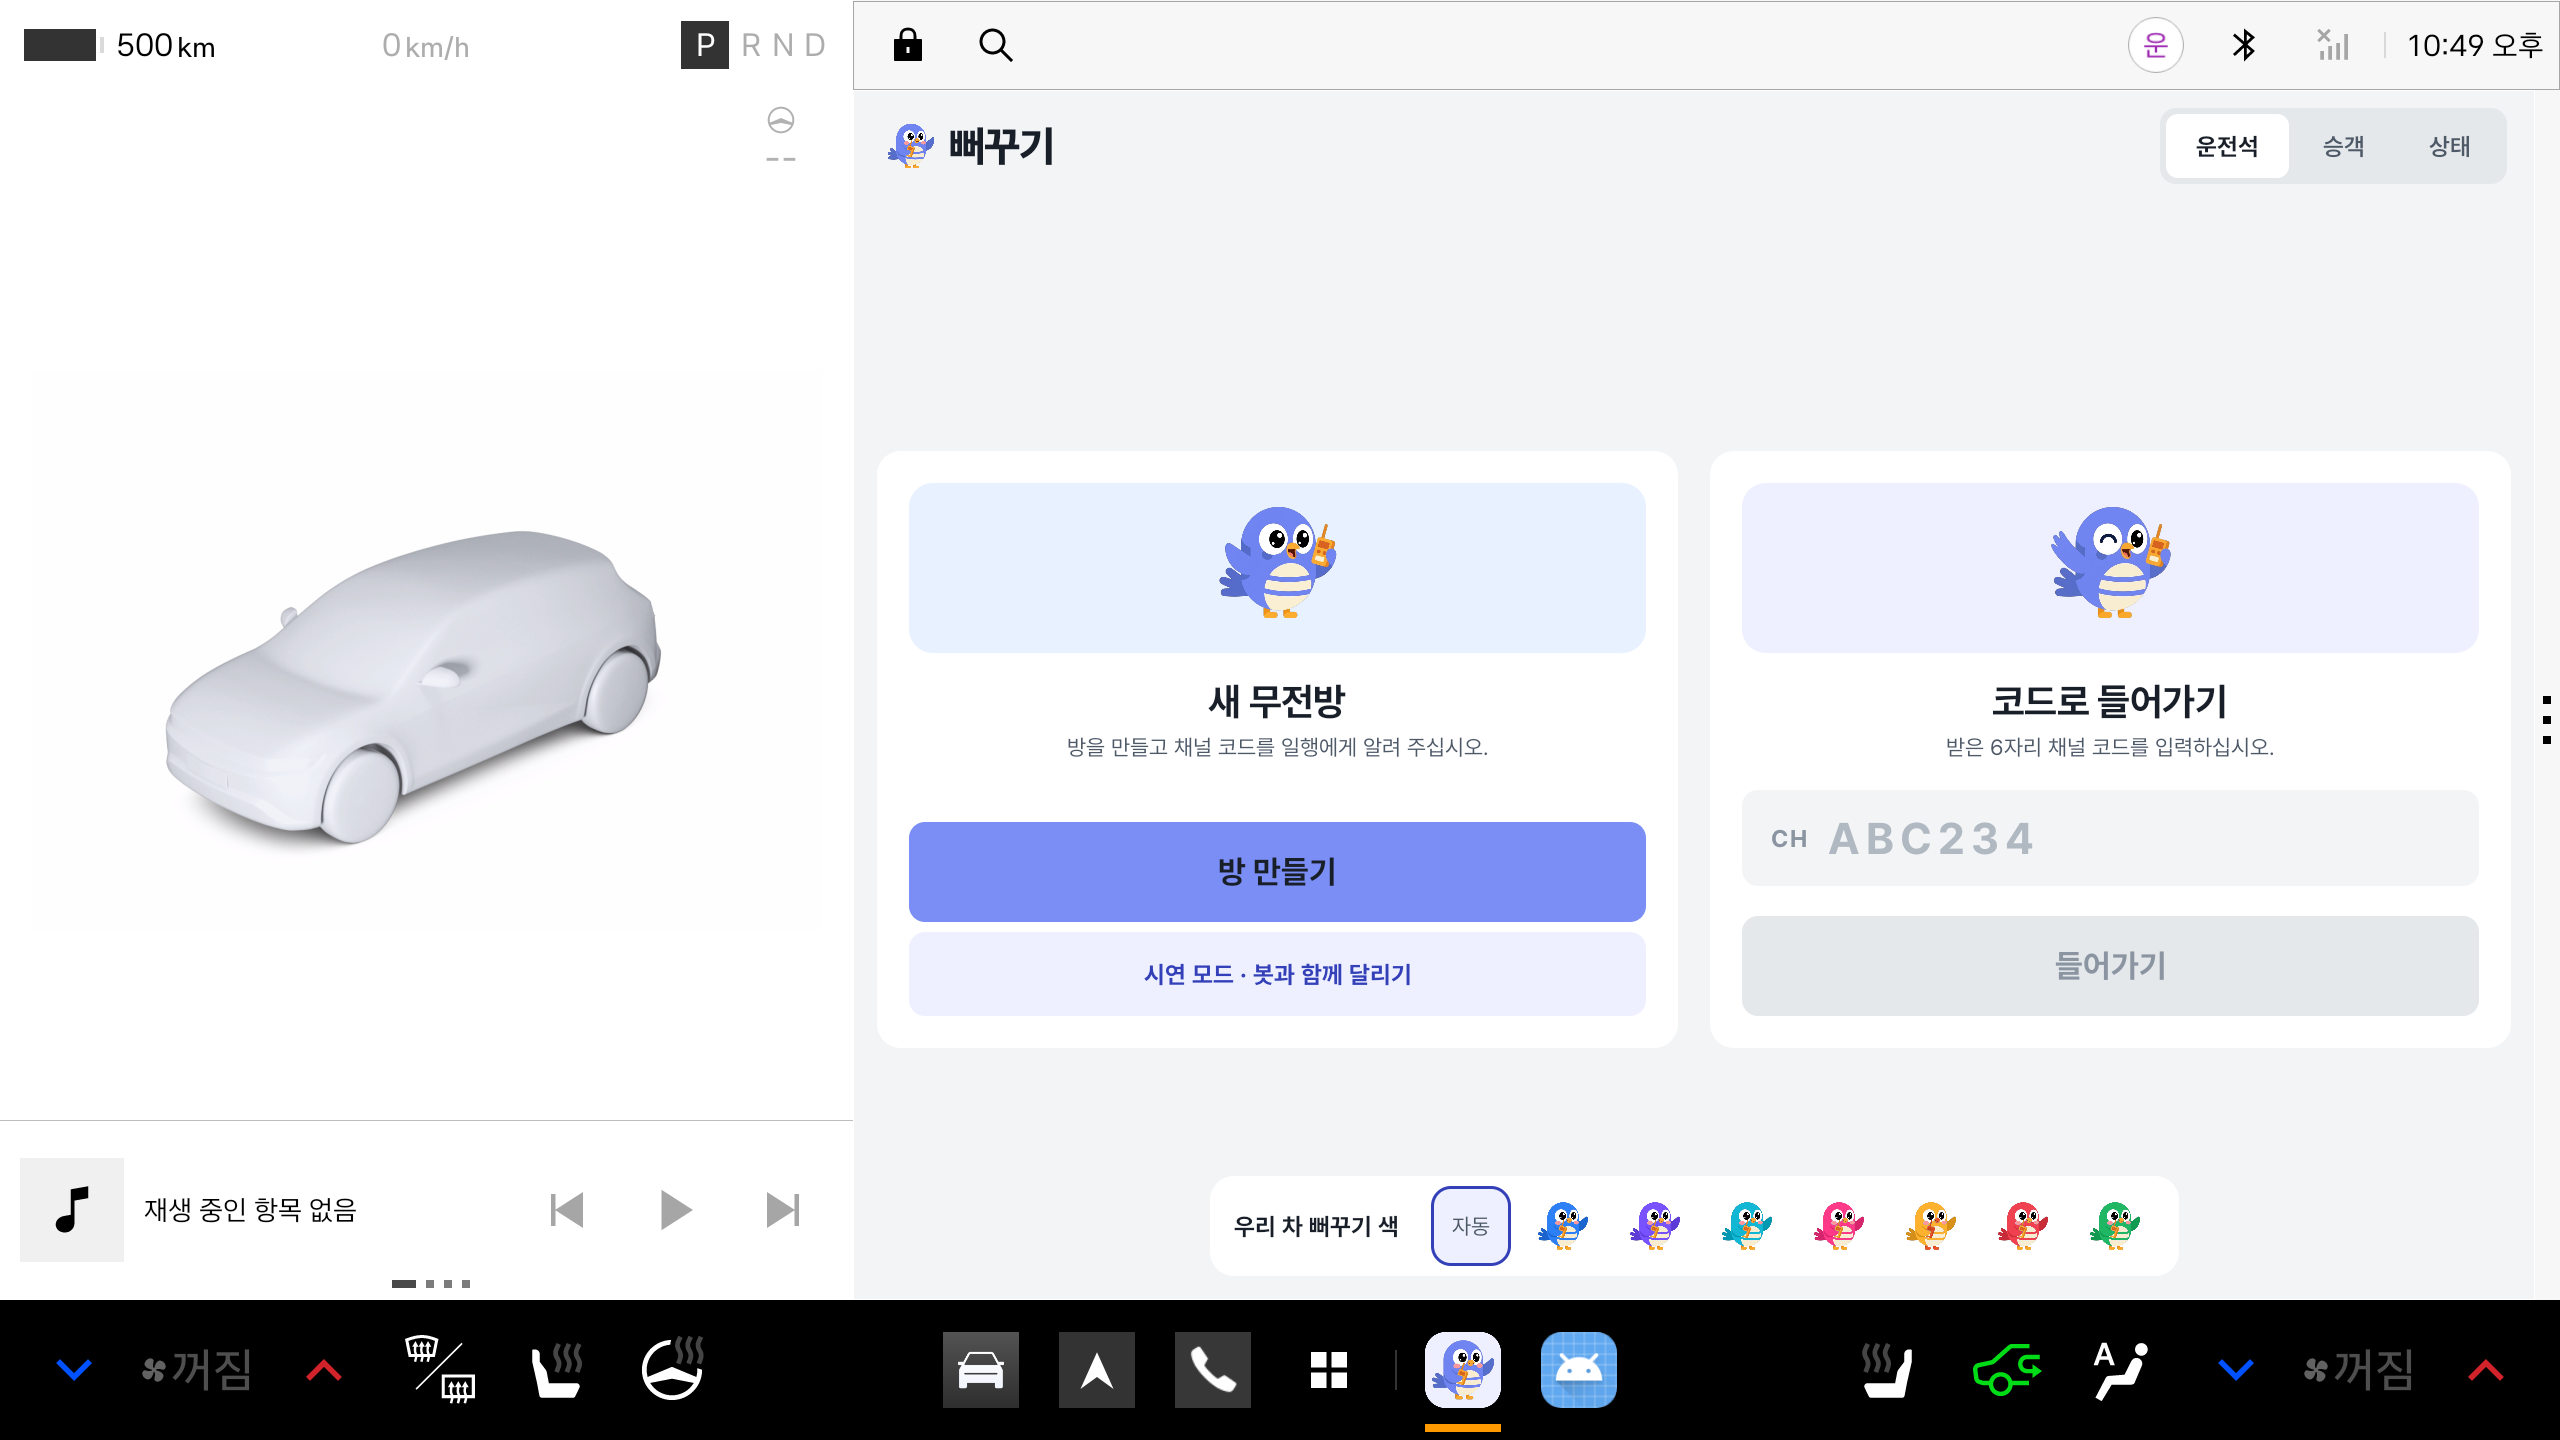 500 km
0 km/h
P R N D
운
10:49 오후
뻐꾸기
운전석
승객
상태
--
새 무전방
방을 만들고 채널 코드를 일행에게 알려 주십시오.
방 만들기
시연 모드 · 봇과 함께 달리기
코드로 들어가기
받은 6자리 채널 코드를 입력하십시오.
CH ABC234
들어가기
재생 중인 항목 없음
우리 차 뻐꾸기 색
자동
꺼짐
A
꺼짐